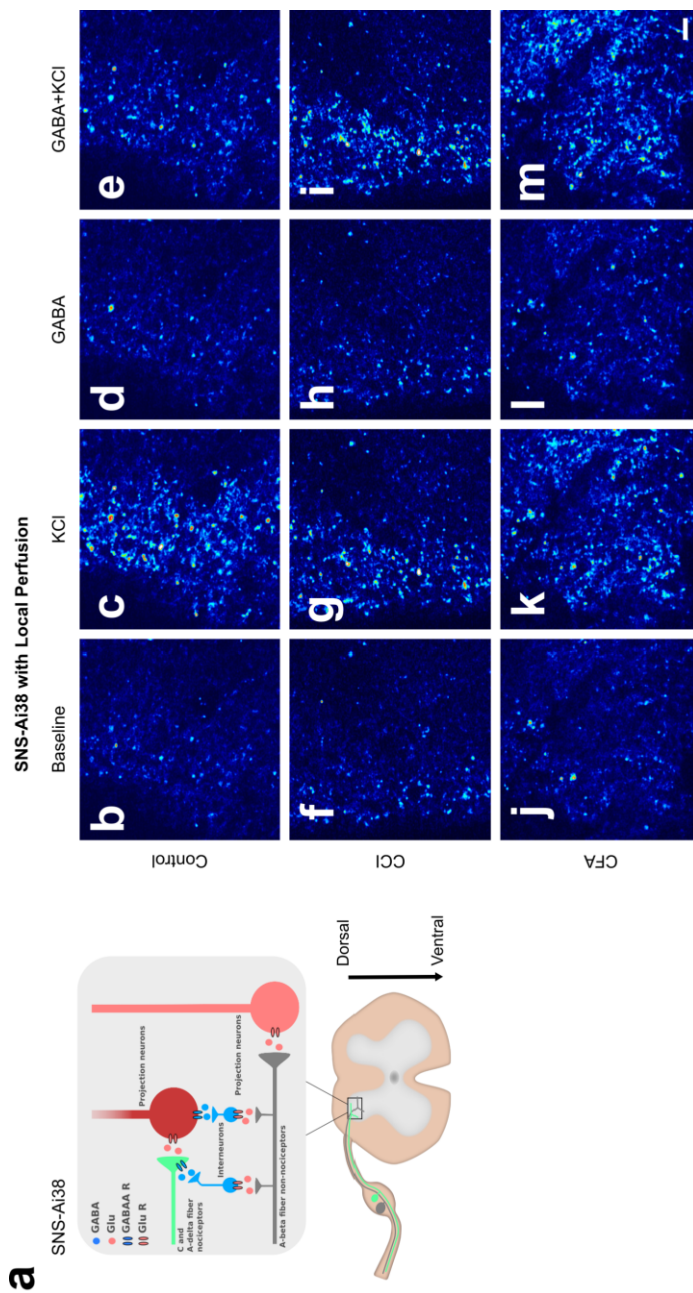 a
SNS-Ai38
GABA
Glu
GABAA R
Glu R
Projection neurons
C and
A-delta fiber
nociceptors
Interneurons
Projection neurons
A-beta fiber non-nociceptors
Dorsal
Ventral
SNS-Ai38 with Local Perfusion
Baseline
KCl
GABA
GABA+KCl
Control
b
c
d
e
CCI
f
g
h
i
CFA
j
k
l
m